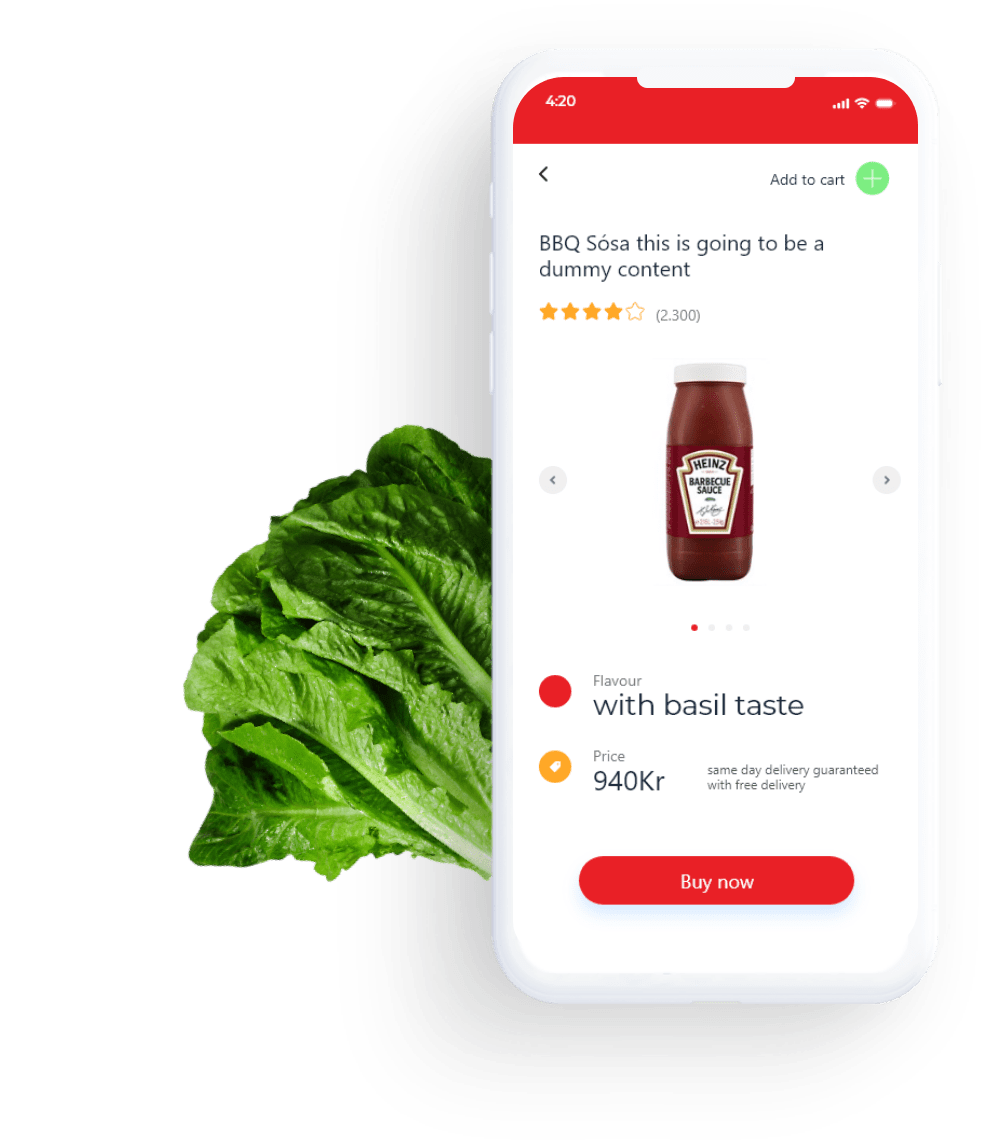 4:20
Add to cart
BBQ Sósa this is going to be a
dummy content
(2.300)
HEINZ
BARBECUE
SAUCE
Flavour
with basil taste
Price
940Kr
same day delivery guaranteed
with free delivery
Buy now